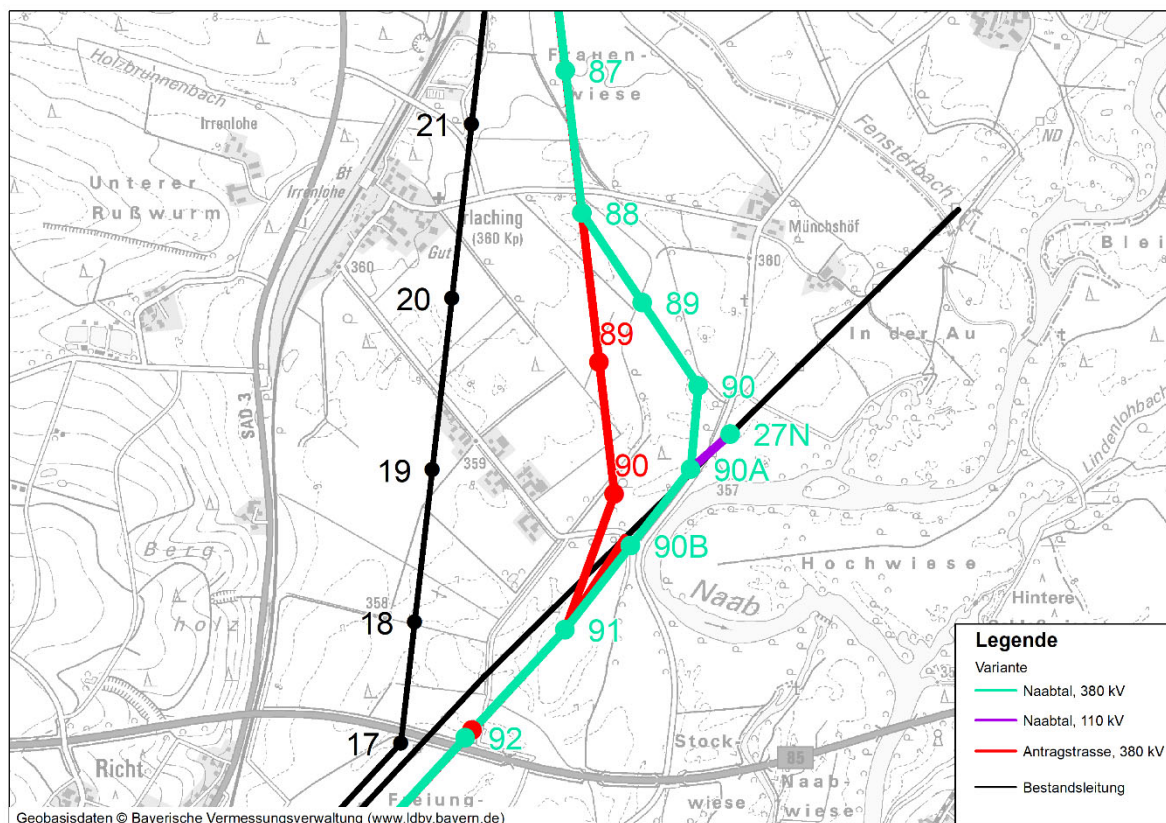 Frauen-
wiese
87
Holzbrunnenbach
Irrenlohe
21
Fensterbach
ND
Unterer
Rußwurm
Bf
Irrenlohe
rlaching
(360 Kp)
Gut
88
Münchshöf
360
380
Blei
20
89
In der Au
89
90
SAD 3
27N
Lindenlohbach
359
19
90
90A
357
Berg
holz
90B
Hochwiese
Naab
Hintere
358
18
91
17
92
Richt
Stock-
wiese
85
Naab-
wiese
Freiung-
Legende
Variante
Naabtal, 380 kV
Naabtal, 110 kV
Antragstrasse, 380 kV
Bestandsleitung
Geobasisdaten © Bayerische Vermessungsverwaltung (www.ldbv.bayern.de)